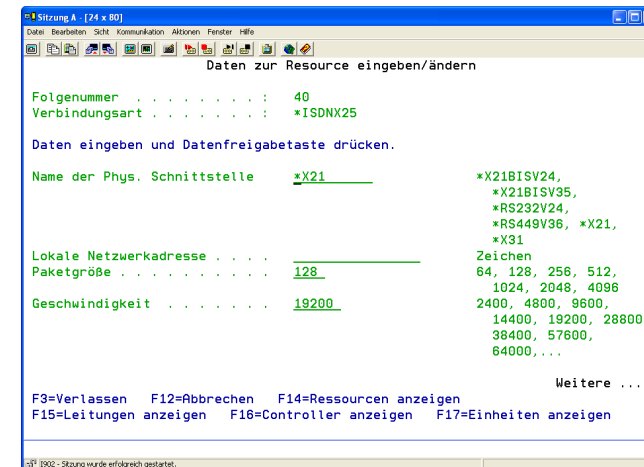 Sitzung A - [24 x 80]
Datei Bearbeiten Sicht Kommunikation Aktionen Fenster Hilfe
Daten zur Resource eingeben/ändern
Folgenummer . . . . . . . . : 40
Verbindungsart . . . . . . . : *ISDNX25
Daten eingeben und Datenfreigabetaste drücken.
Name der Phys. Schnittstelle *X21 *X21BISV24,
*X21BISV35,
*RS232V24,
*RS449V36, *X21,
*X31
Lokale Netzwerkadresse . . . . Zeichen
Paketgröße . . . . . . . . . . 128 64, 128, 256, 512,
1024, 2048, 4096
Geschwindigkeit . . . . . . . 19200 2400, 4800, 9600,
14400, 19200, 28800
38400, 57600,
64000,...
Weitere ...
F3=Verlassen F12=Abbrechen F14=Ressourcen anzeigen
F15=Leitungen anzeigen F16=Controller anzeigen F17=Einheiten anzeigen
I902 - Sitzung wurde erfolgreich gestartet.